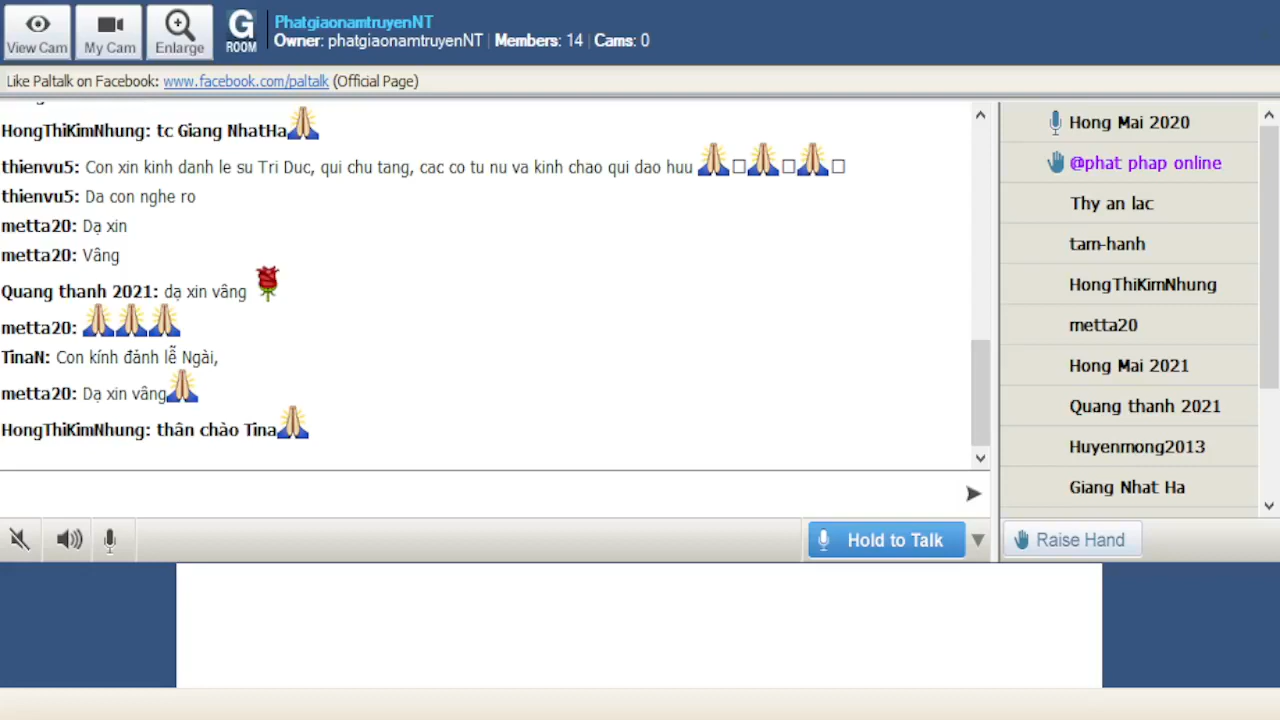 View Cam
My Cam
Enlarge
G
ROOM
PhatgiaonamtruyenNT
Owner: phatgiaonamtruyenNT | Members: 14 | Cams: 0
Like Paltalk on Facebook: www.facebook.com/paltalk (Official Page)
HongThiKimNhung: tc Giang NhatHa
thienvu5: Con xin kinh danh le su Tri Duc, qui chu tang, cac co tu nu va kinh chao qui dao huu
thienvu5: Da con nghe ro
metta20: Dạ xin
metta20: Vâng
Quang thanh 2021: dạ xin vâng
metta20:
TinaN: Con kính đảnh lễ Ngài,
metta20: Dạ xin vâng
HongThiKimNhung: thân chào Tina
Hold to Talk
Hong Mai 2020
@phat phap online
Thy an lac
tam-hanh
HongThiKimNhung
metta20
Hong Mai 2021
Quang thanh 2021
Huyenmong2013
Giang Nhat Ha
Raise Hand